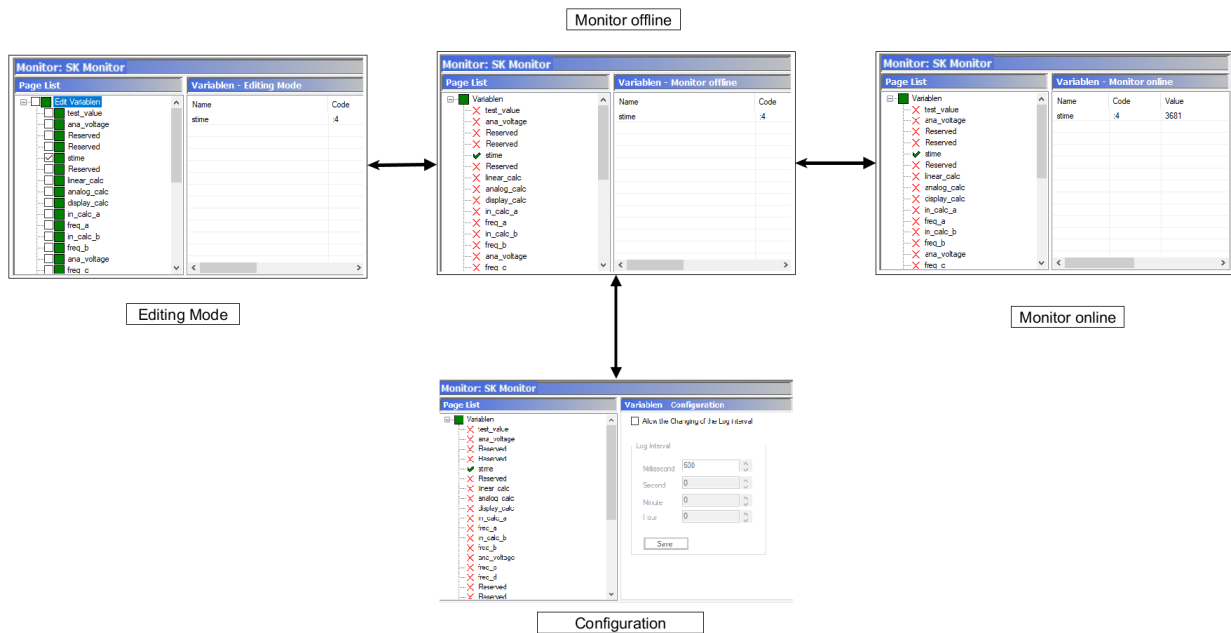 Monitor offline
Monitor: SK Monitor
Page List
Variablen - Editing Mode
Edit Variablen
test_value
ana_voltage
Reserved
Reserved
stime
Reserved
linear_calc
analog_calc
display_calc
in_calc_a
freq_a
in_calc_b
freq_b
ana_voltage
freq_c
Name Code
stime :4
Editing Mode
Monitor: SK Monitor
Page List
Variablen - Monitor offline
Variablen
test_value
ana_voltage
Reserved
Reserved
stime
Reserved
linear_calc
analog_calc
display_calc
in_calc_a
freq_a
in_calc_b
freq_b
ana_voltage
freq_c
Name Code
stime :4
Monitor: SK Monitor
Page List
Variablen - Monitor online
Variablen
test_value
ana_voltage
Reserved
Reserved
stime
Reserved
linear_calc
analog_calc
display_calc
in_calc_a
freq_a
in_calc_b
freq_b
ana_voltage
freq_c
Name Code Value
stime :4 3681
Monitor online
Monitor: SK Monitor
Page List
Variablen Configuration
Variablen
test_value
ana_voltage
Reserved
Reserved
stime
Reserved
linear_calc
analog_calc
display_calc
in_calc_a
freq_a
in_calc_b
freq_b
ana_voltage
freq_c
freq_d
Reserved
Reserved
Allow the Changing of the Log Interval
Log Interval
Millisecond 500
Second 0
Minute 0
Hour 0
Save
Configuration